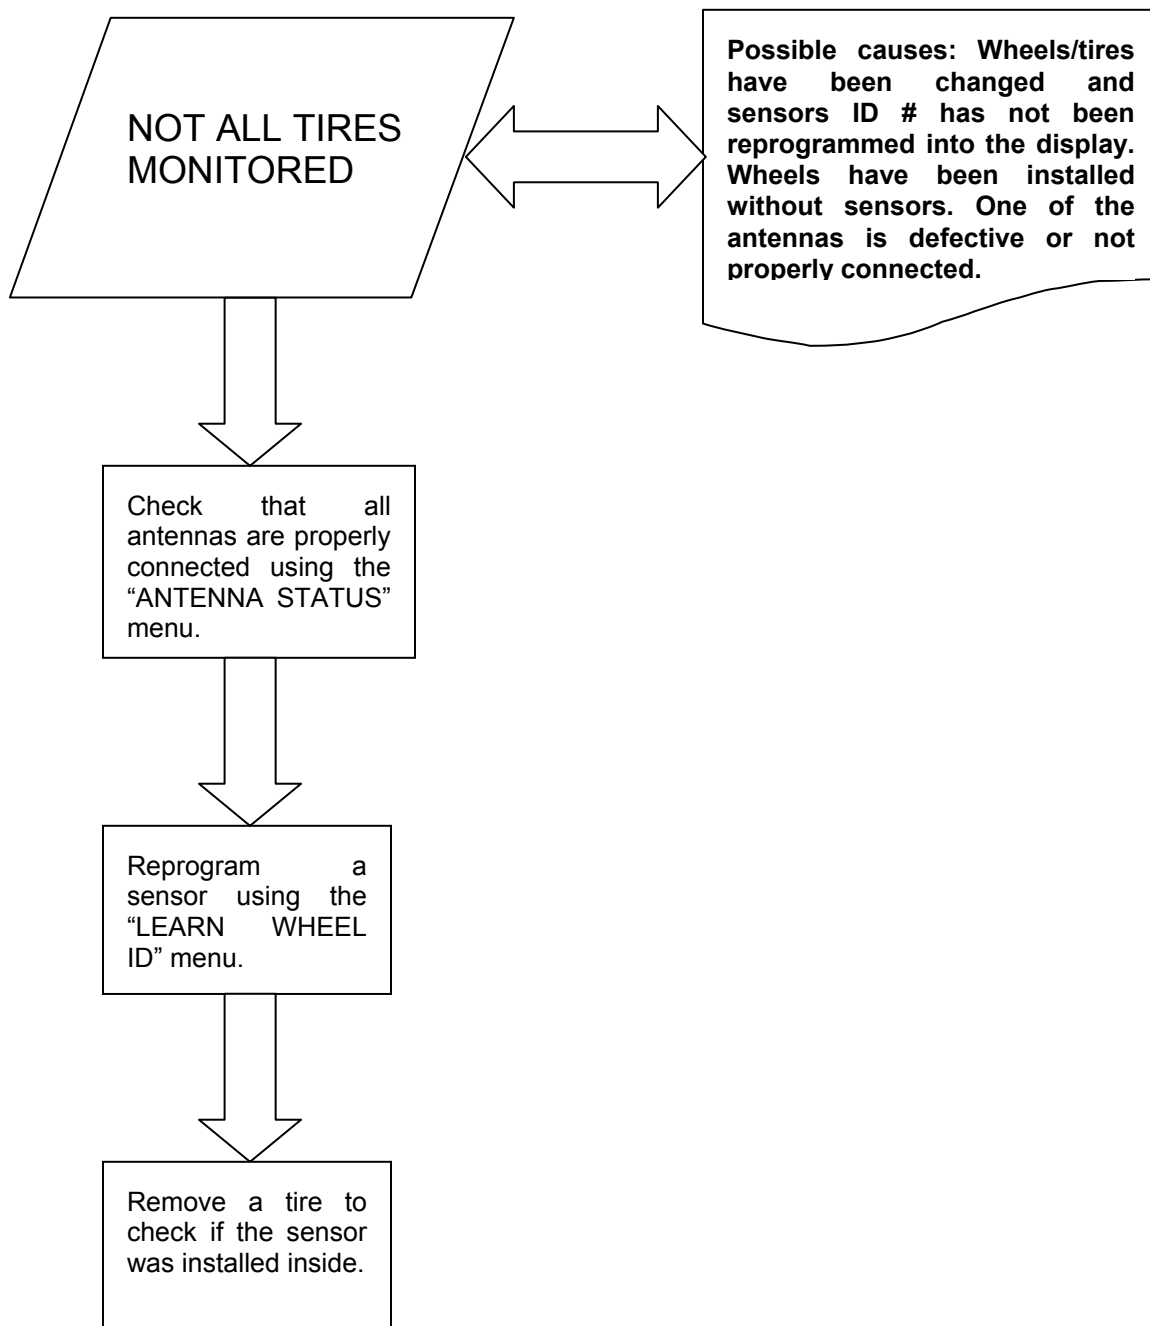 NOT ALL TIRES
MONITORED
Possible causes: Wheels/tires
have been changed and
sensors ID # has not been
reprogrammed into the display.
Wheels have been installed
without sensors. One of the
antennas is defective or not
properly connected.
Check that all
antennas are properly
connected using the
“ANTENNA STATUS”
menu.
Reprogram a
sensor using the
“LEARN WHEEL
ID” menu.
Remove a tire to
check if the sensor
was installed inside.